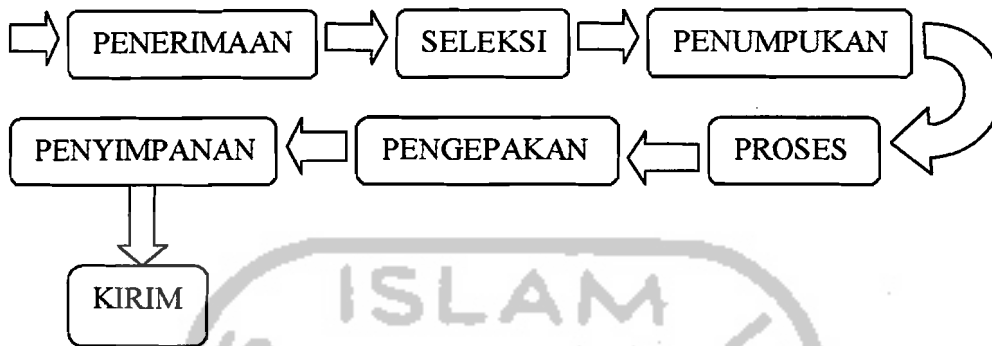 PENERIMAAN
SELEKSI
PENUMPUKAN
PROSES
PENGEPAKAN
PENYIMPANAN
KIRIM
ISLAM